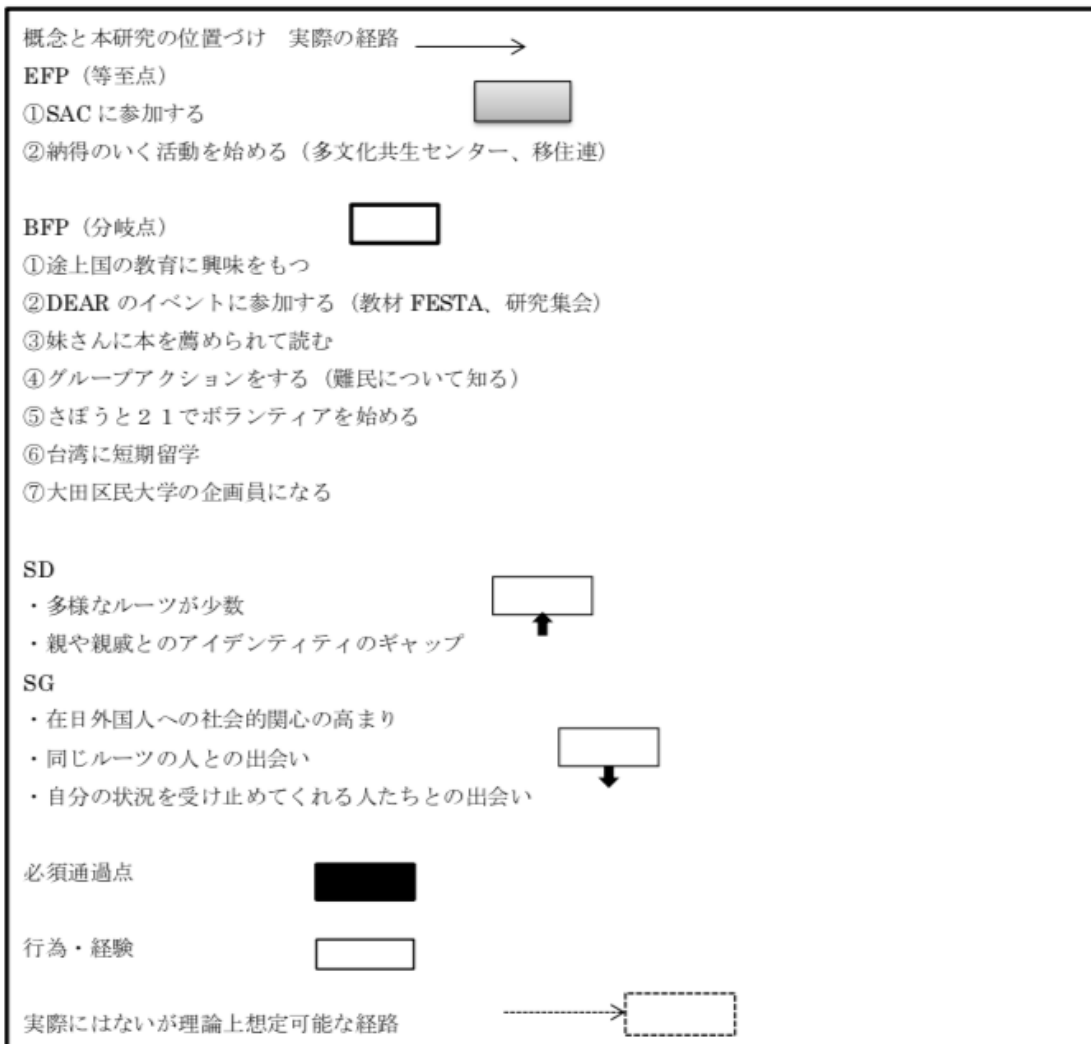 概念と本研究の位置づけ　実際の経路
EFP（等至点）
①SAC に参加する
②納得のいく活動を始める（多文化共生センター、移住連）
BFP（分岐点）
①途上国の教育に興味をもつ
②DEAR のイベントに参加する（教材 FESTA、研究集会）
③妹さんに本を薦められて読む
④グループアクションをする（難民について知る）
⑤さぽうと２１でボランティアを始める
⑥台湾に短期留学
⑦大田区民大学の企画員になる
SD
・多様なルーツが少数
・親や親戚とのアイデンティティのギャップ
SG
・在日外国人への社会的関心の高まり
・同じルーツの人との出会い
・自分の状況を受け止めてくれる人たちとの出会い
必須通過点
行為・経験
実際にはないが理論上想定可能な経路